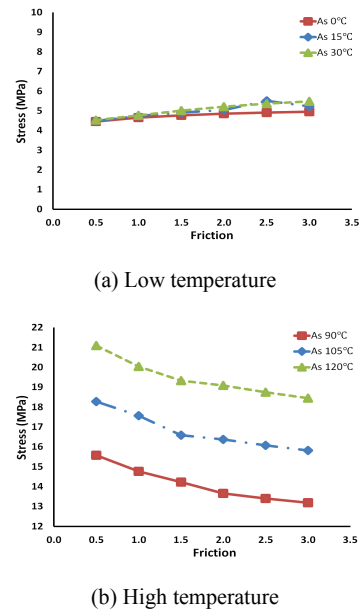 As 0℃
As 15℃
As 30℃
Stress (MPa)
10
9
8
7
6
5
4
3
2
1
0
0.0 0.5 1.0 1.5 2.0 2.5 3.0 3.5
Friction
(a) Low temperature
As 90℃
As 105℃
As 120℃
Stress (MPa)
22
21
20
19
18
17
16
15
14
13
12
0.0 0.5 1.0 1.5 2.0 2.5 3.0 3.5
Friction
(b) High temperature